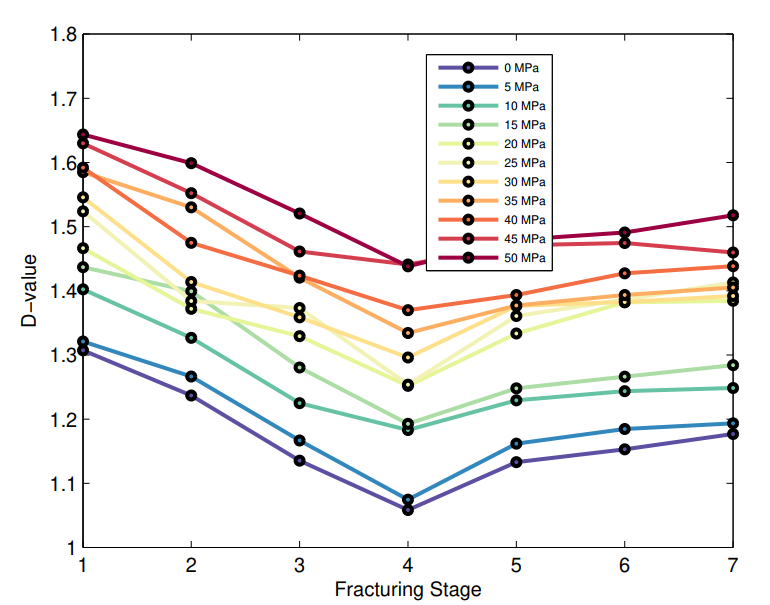 1.8
1.7
1.6
1.5
1.4
1.3
1.2
1.1
1
D−value
0 MPa
5 MPa
10 MPa
15 MPa
20 MPa
25 MPa
30 MPa
35 MPa
40 MPa
45 MPa
50 MPa
1 2 3 4 5 6 7
Fracturing Stage